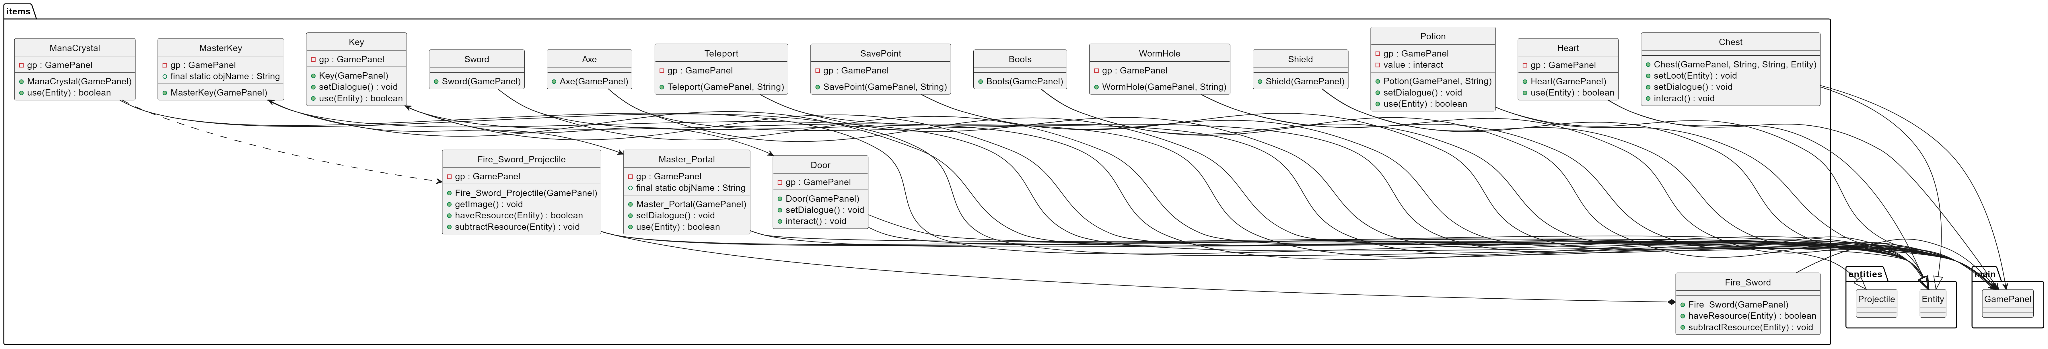 items
ManaCrystal
gp : GamePanel
ManaCrystal(GamePanel)
use(Entity) : boolean
MasterKey
gp : GamePanel
final static objName : String
MasterKey(GamePanel)
Key
gp : GamePanel
Key(GamePanel)
setDialogue() : void
use(Entity) : boolean
Sword
Sword(GamePanel)
Axe
Axe(GamePanel)
Teleport
gp : GamePanel
Teleport(GamePanel, String)
SavePoint
gp : GamePanel
SavePoint(GamePanel, String)
Boots
Boots(GamePanel)
WormHole
gp : GamePanel
WormHole(GamePanel, String)
Shield
Shield(GamePanel)
Potion
gp : GamePanel
value : interact
Potion(GamePanel, String)
setDialogue() : void
use(Entity) : boolean
Heart
gp : GamePanel
Heart(GamePanel)
use(Entity) : boolean
Chest
Chest(GamePanel, String, String, Entity)
setLoot(Entity) : void
setDialogue() : void
interact() : void
Fire_Sword_Projectile
gp : GamePanel
Fire_Sword_Projectile(GamePanel)
getImage() : void
haveResource(Entity) : boolean
subtractResource(Entity) : void
Master_Portal
gp : GamePanel
final static objName : String
Master_Portal(GamePanel)
setDialogue() : void
use(Entity) : boolean
Door
gp : GamePanel
Door(GamePanel)
setDialogue() : void
interact() : void
Fire_Sword
Fire_Sword(GamePanel)
haveResource(Entity) : boolean
subtractResource(Entity) : void
entities
Projectile
Entity
main
GamePanel